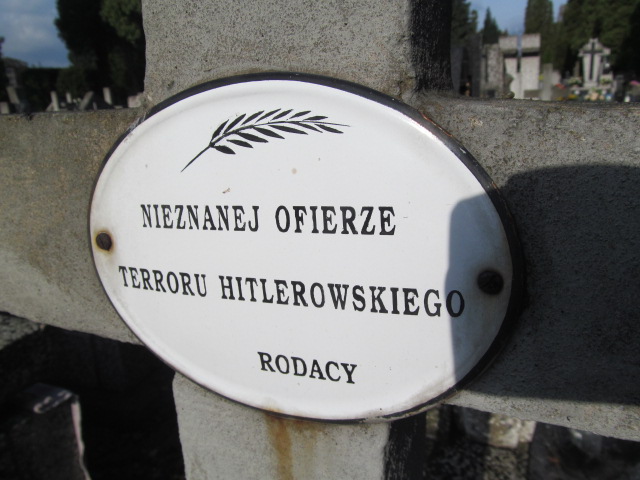 NIEZNANEJ OFIERZE
TERRORU HITLEROWSKIEGO
RODACY